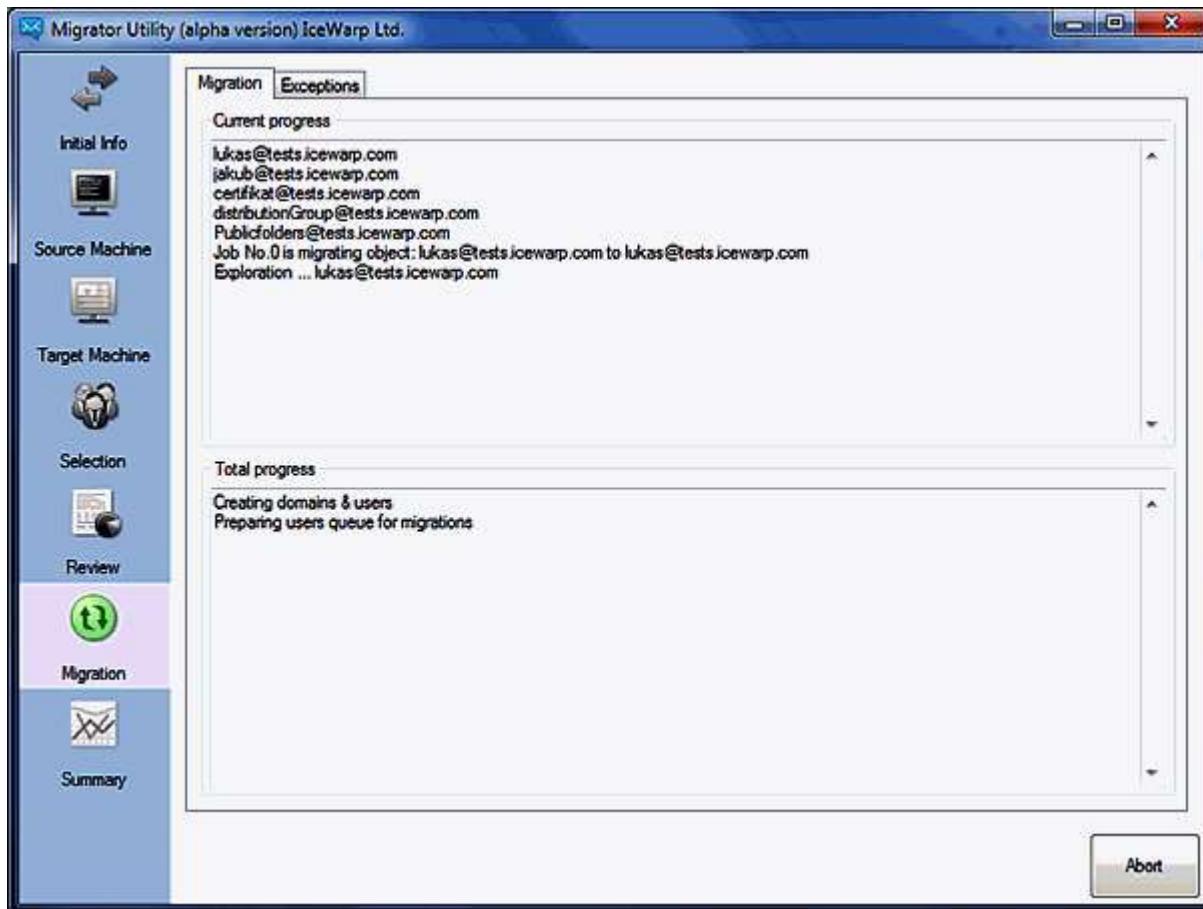 Migrator Utility (alpha version) IceWarp Ltd.
Initial Info
Source Machine
Target Machine
Selection
Review
Migration
Summary
Migration
Exceptions
Current progress
lukas@tests.icewarp.com
jakub@tests.icewarp.com
certifikat@tests.icewarp.com
distributionGroup@tests.icewarp.com
Publicfolders@tests.icewarp.com
Job No.0 is migrating object: lukas@tests.icewarp.com to lukas@tests.icewarp.com
Exploration ... lukas@tests.icewarp.com
Total progress
Creating domains & users
Preparing users queue for migrations
Abort